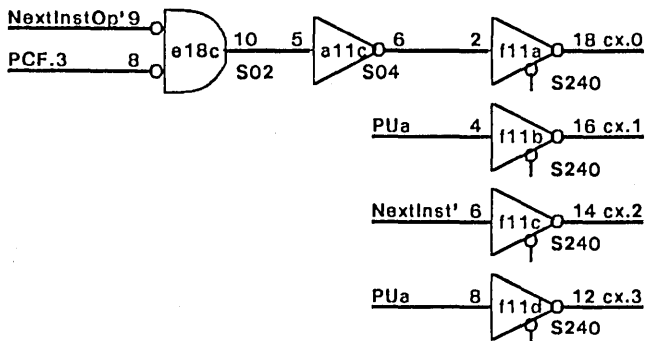 NextInstOp' 9
e18c 10 5 a11c 6 2 f11a 18 cx.0
PCF.3 8
S02 S04 S240
PUa 4 f11b 16 cx.1
S240
NextInst' 6 f11c 14 cx.2
S240
PUa 8 f11d 12 cx.3
S240